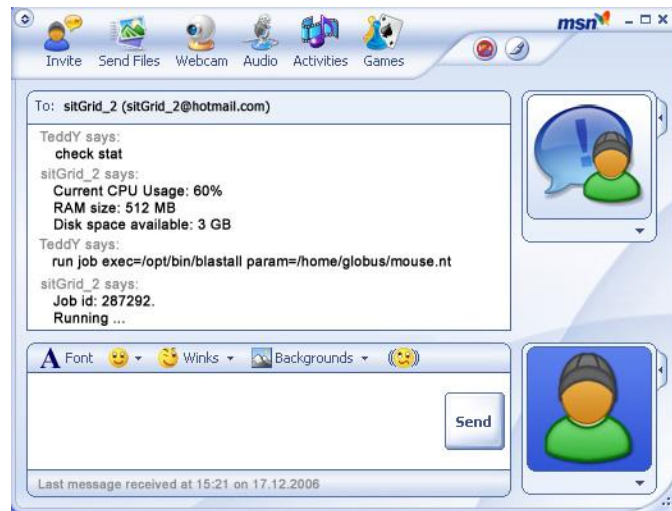 msn
Invite
Send Files
Webcam
Audio
Activities
Games
To: sitGrid_2 (sitGrid_2@hotmail.com)
TeddY says:
check stat
sitGrid_2 says:
Current CPU Usage: 60%
RAM size: 512 MB
Disk space available: 3 GB
TeddY says:
run job exec=/opt/bin/blastall param=/home/globus/mouse.nt
sitGrid_2 says:
Job id: 287292.
Running ...
A Font
Winks
Backgrounds
Send
Last message received at 15:21 on 17.12.2006